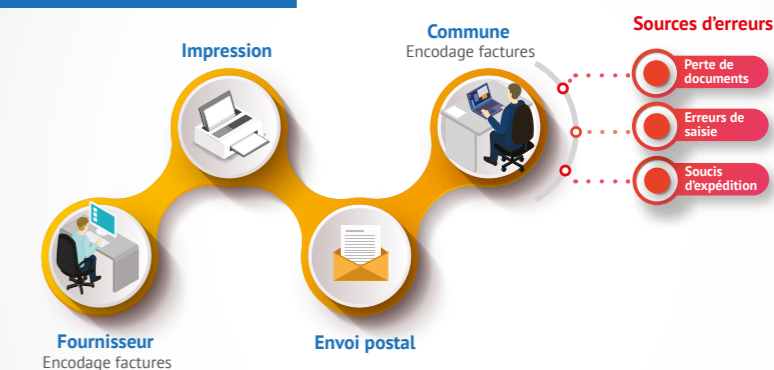 Fournisseur
Encodage factures
Impression
Envoi postal
Commune
Encodage factures
Sources d'erreurs
Perte de
documents
Erreurs de
saisie
Soucis
d'expédition